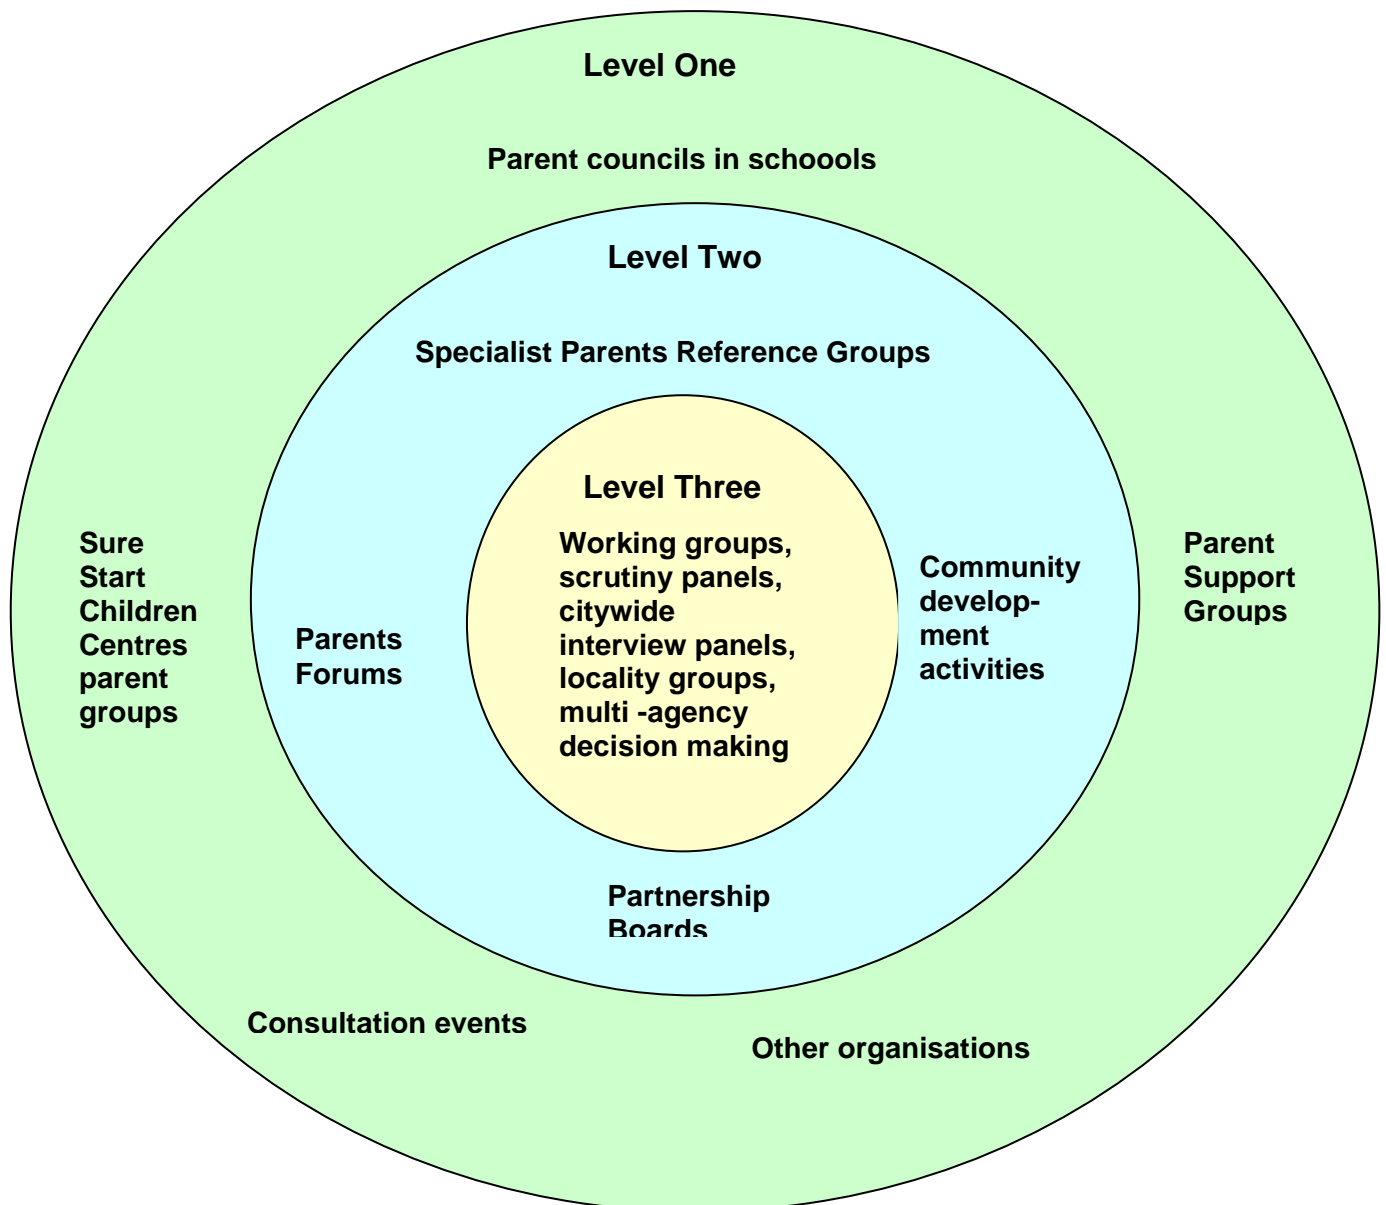 Level One
Parent councils in schoools
Level Two
Specialist Parents Reference Groups
Level Three
Working groups,
scrutiny panels,
citywide
interview panels,
locality groups,
multi -agency
decision making
Sure
Start
Children
Centres
parent
groups
Parents
Forums
Community
develop-
ment
activities
Parent
Support
Groups
Partnership
Boards
Consultation events
Other organisations